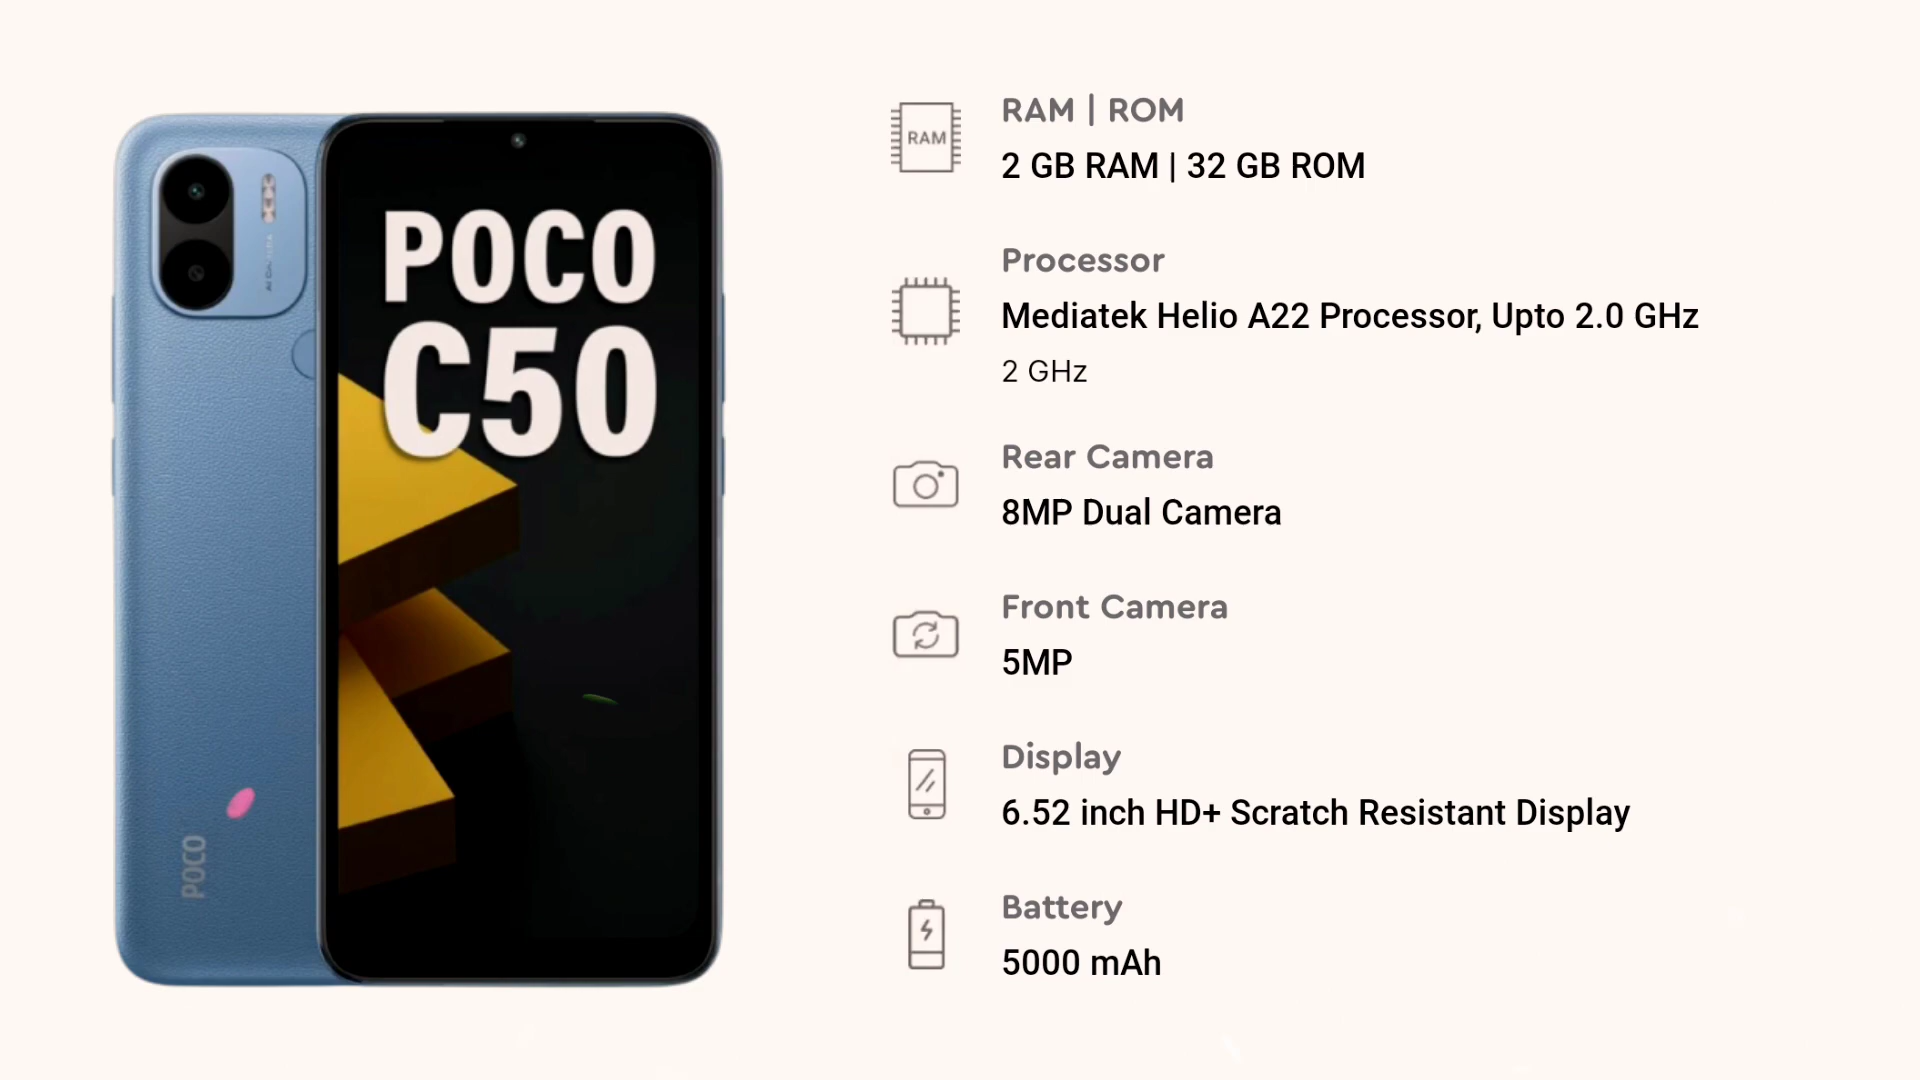 POCO
C50
POCO
RAM
RAM | ROM
2 GB RAM | 32 GB ROM
Processor
Mediatek Helio A22 Processor, Upto 2.0 GHz
2 GHz
Rear Camera
8MP Dual Camera
Front Camera
5MP
Display
6.52 inch HD+ Scratch Resistant Display
Battery
5000 mAh